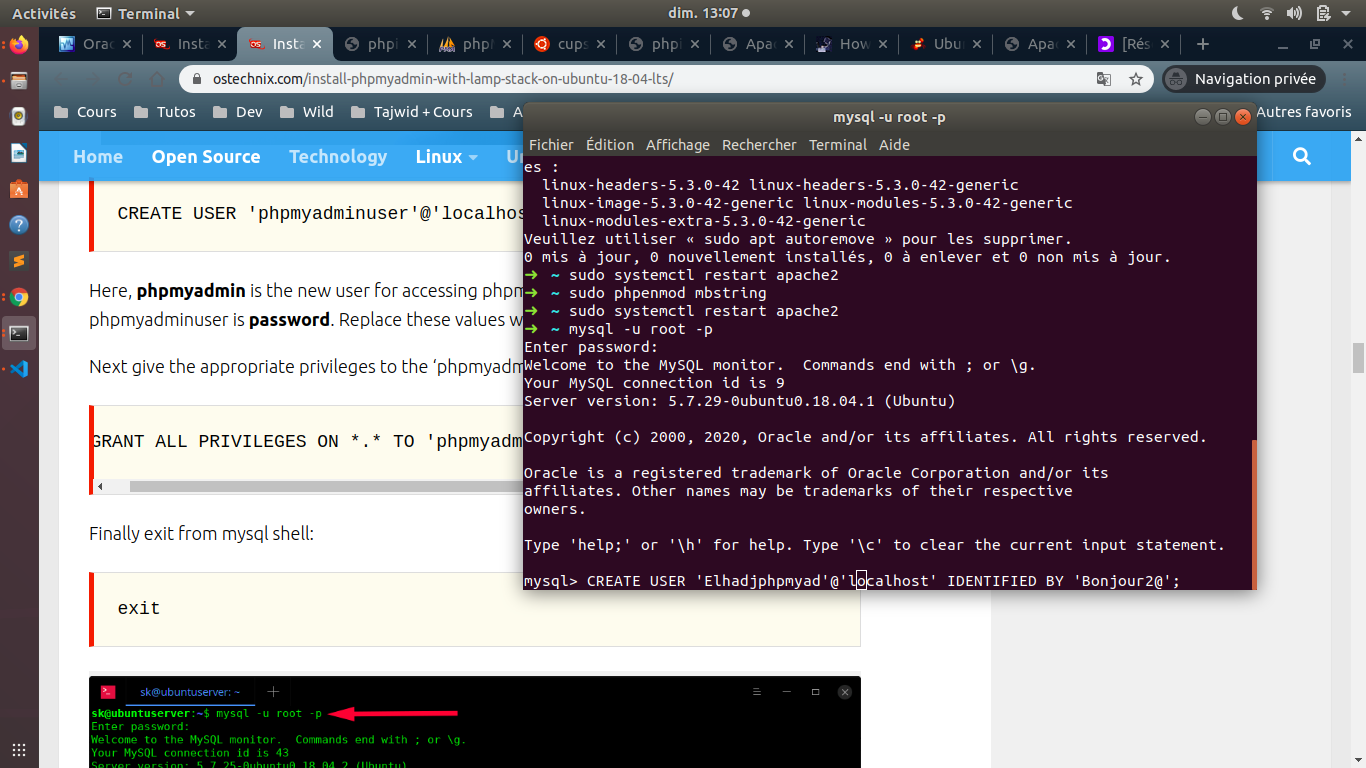 Activités
Terminal
dim. 13:07
Orac
Insta
Insta
phpi
phpM
cups
phpi
Apac
How
Ubun
Apac
[Rés
ostechnix.com/install-phpmyadmin-with-lamp-stack-on-ubuntu-18-04-lts/
Navigation privée
Cours
Tutos
Dev
Wild
Tajwid + Cours
A
Autres favoris
Home
Open Source
Technology
Linux
CREATE USER 'phpmyadminuser'@'localhos
Here, phpmyadmin is the new user for accessing phpm
phpmyadminuser is password. Replace these values w
Next give the appropriate privileges to the ‘phpmyadm
GRANT ALL PRIVILEGES ON *.* TO 'phpmyadm
Finally exit from mysql shell:
exit
sk@ubuntuserver: ~
sk@ubuntuserver:~$ mysql -u root -p
Enter password:
Welcome to the MySQL monitor.  Commands end with ; or \g.
Your MySQL connection id is 43
Server version: 5.7.25-0ubuntu0.18.04.2 (Ubuntu)
mysql -u root -p
Fichier Édition Affichage Rechercher Terminal Aide
es :
  linux-headers-5.3.0-42 linux-headers-5.3.0-42-generic
  linux-image-5.3.0-42-generic linux-modules-5.3.0-42-generic
  linux-modules-extra-5.3.0-42-generic
Veuillez utiliser « sudo apt autoremove » pour les supprimer.
0 mis à jour, 0 nouvellement installés, 0 à enlever et 0 non mis à jour.
➜  ~ sudo systemctl restart apache2
➜  ~ sudo phpenmod mbstring
➜  ~ sudo systemctl restart apache2
➜  ~ mysql -u root -p
Enter password:
Welcome to the MySQL monitor.  Commands end with ; or \g.
Your MySQL connection id is 9
Server version: 5.7.29-0ubuntu0.18.04.1 (Ubuntu)
Copyright (c) 2000, 2020, Oracle and/or its affiliates. All rights reserved.
Oracle is a registered trademark of Oracle Corporation and/or its
affiliates. Other names may be trademarks of their respective
owners.
Type 'help;' or '\h' for help. Type '\c' to clear the current input statement.
mysql> CREATE USER 'Elhadjphpmyad'@'localhost' IDENTIFIED BY 'Bonjour2@';